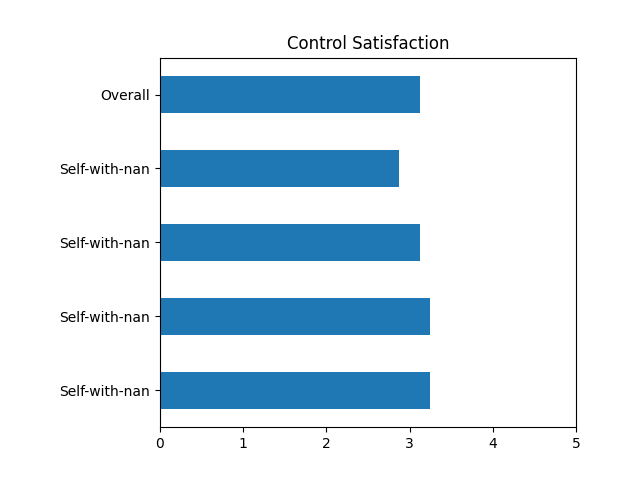 Control Satisfaction
Overall
Self-with-nan
Self-with-nan
Self-with-nan
Self-with-nan
0 1 2 3 4 5